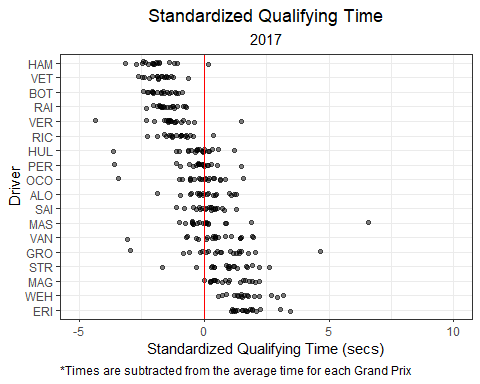 Standardized Qualifying Time
2017
HAM
VET
BOT
RAI
VER
RIC
HUL
PER
OCO
ALO
SAI
MAS
VAN
GRO
STR
MAG
WEH
ERI
Driver
-5 0 5 10
Standardized Qualifying Time (secs)
*Times are subtracted from the average time for each Grand Prix